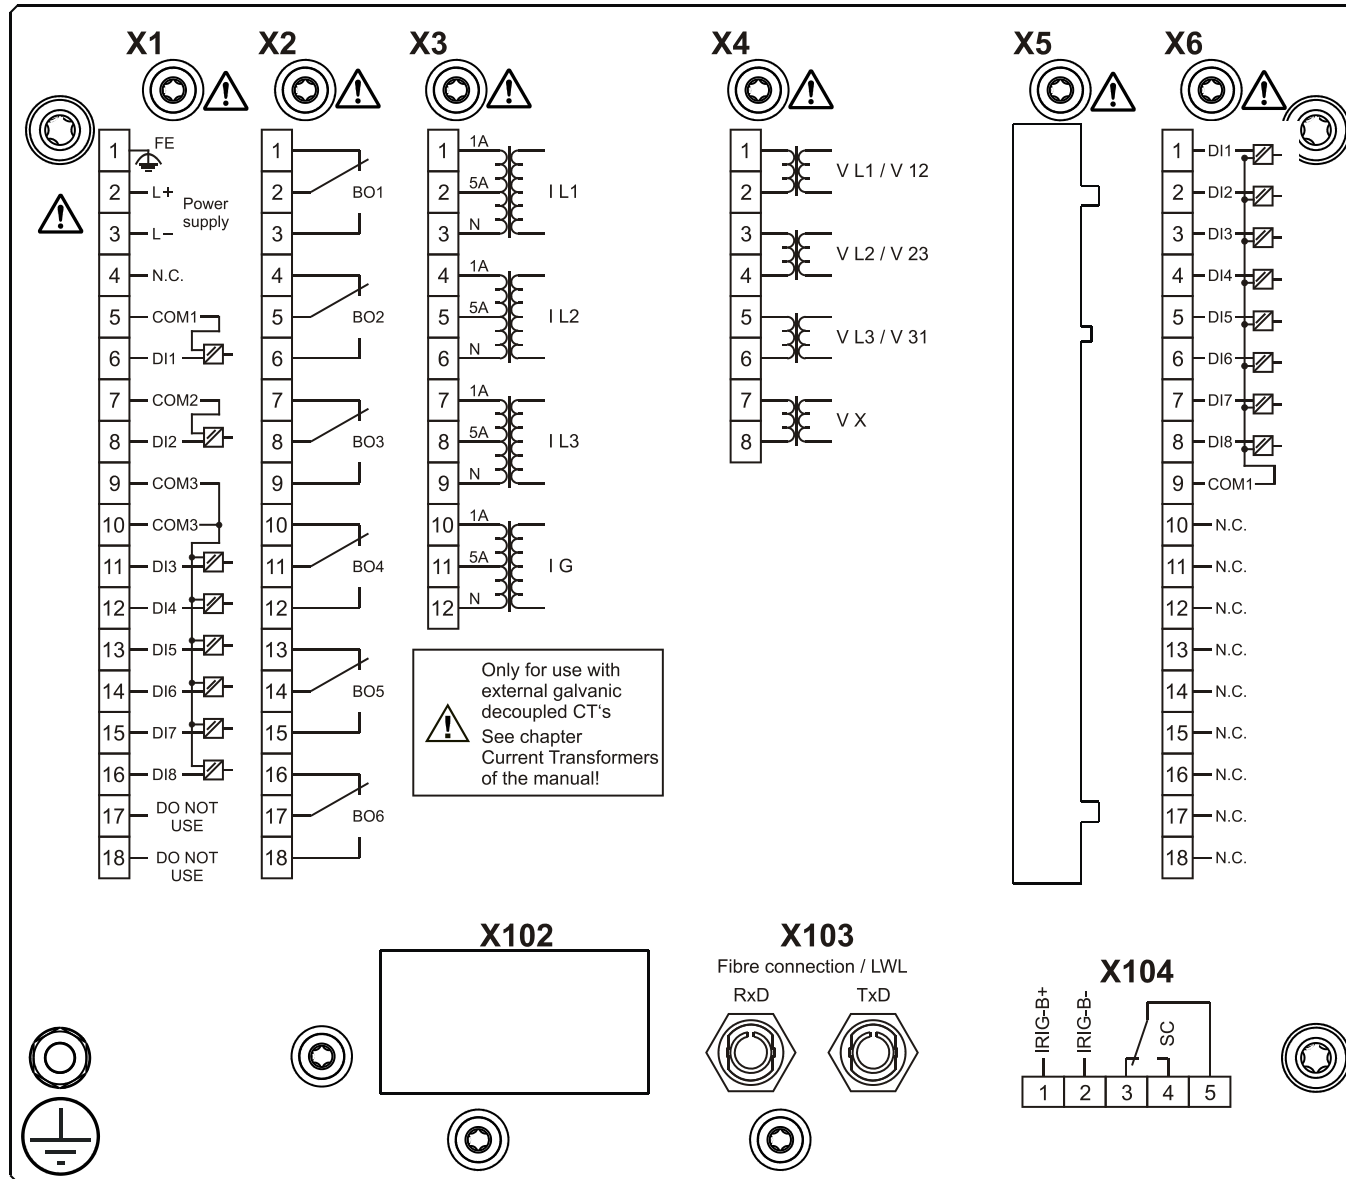 X1
X2
X3
X4
X5
X6
1 FE
2 L+
Power
supply
3 L-
4 N.C.
5 COM1
6 DI1
7 COM2
8 DI2
9 COM3
10 COM3
11 DI3
12 DI4
13 DI5
14 DI6
15 DI7
16 DI8
17 DO NOT
USE
18 DO NOT
USE
1
2 BO1
3
4
5 BO2
6
7
8 BO3
9
10
11 BO4
12
13
14 BO5
15
16
17 BO6
18
1 1A
2 5A I L1
3 N
4 1A
5 5A I L2
6 N
7 1A
8 5A I L3
9 N
10 1A
11 5A I G
12 N
Only for use with
external galvanic
decoupled CT's
See chapter
Current Transformers
of the manual!
1
V L1 / V 12
2
3
V L2 / V 23
4
5
V L3 / V 31
6
7
V X
8
1 DI1
2 DI2
3 DI3
4 DI4
5 DI5
6 DI6
7 DI7
8 DI8
9 COM1
10 N.C.
11 N.C.
12 N.C.
13 N.C.
14 N.C.
15 N.C.
16 N.C.
17 N.C.
18 N.C.
X102
X103
Fibre connection / LWL
RxD TxD
X104
IRIG-B+
IRIG-B-
SC
1 2 3 4 5